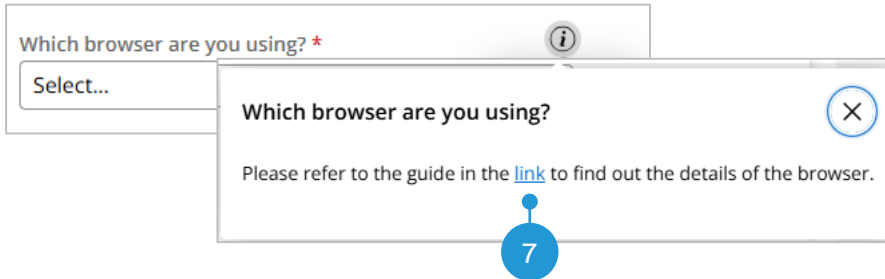 Which browser are you using? *
i
Select...
Which browser are you using?
Please refer to the guide in the link to find out the details of the browser.
7